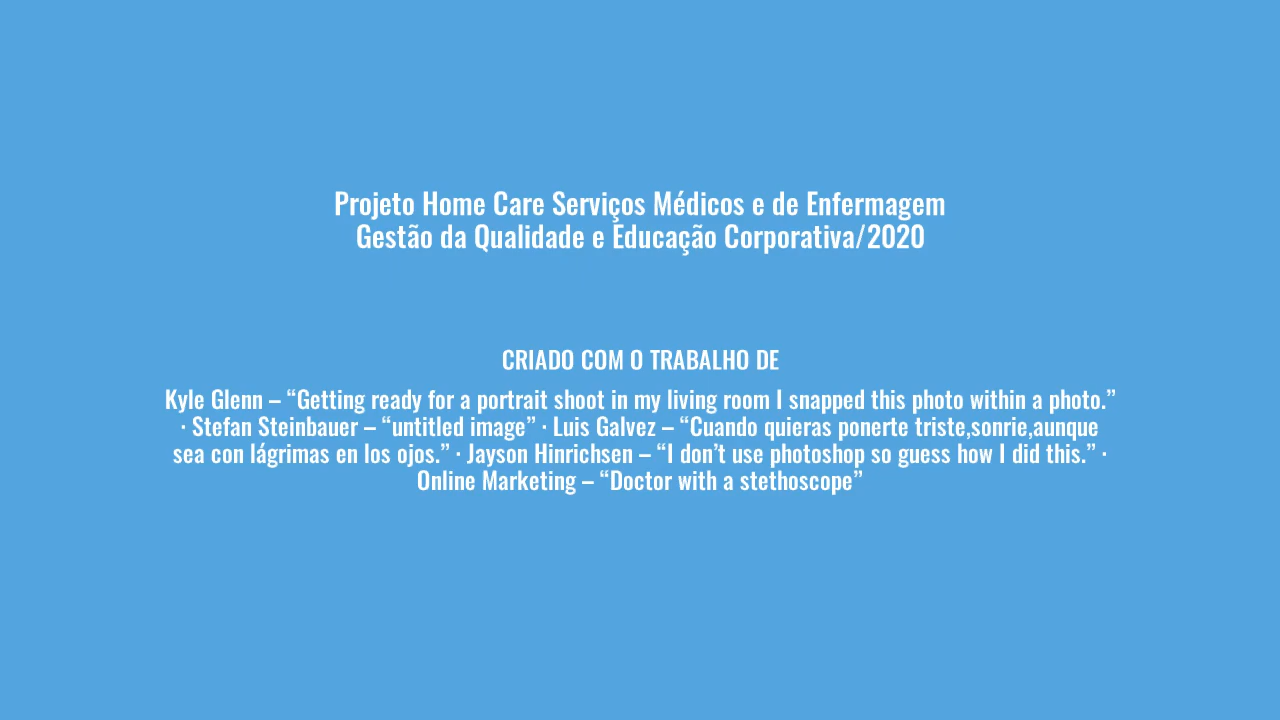 Projeto Home Care Serviços Médicos e de Enfermagem
Gestão da Qualidade e Educação Corporativa/2020
CRIADO COM O TRABALHO DE
Kyle Glenn – “Getting ready for a portrait shoot in my living room I snapped this photo within a photo.”
· Stefan Steinbauer – “untitled image” · Luis Galvez – “Cuando quieras ponerte triste,sonrie,aunque
sea con lágrimas en los ojos.” · Jayson Hinrichsen – “I don’t use photoshop so guess how I did this.” ·
Online Marketing – “Doctor with a stethoscope”